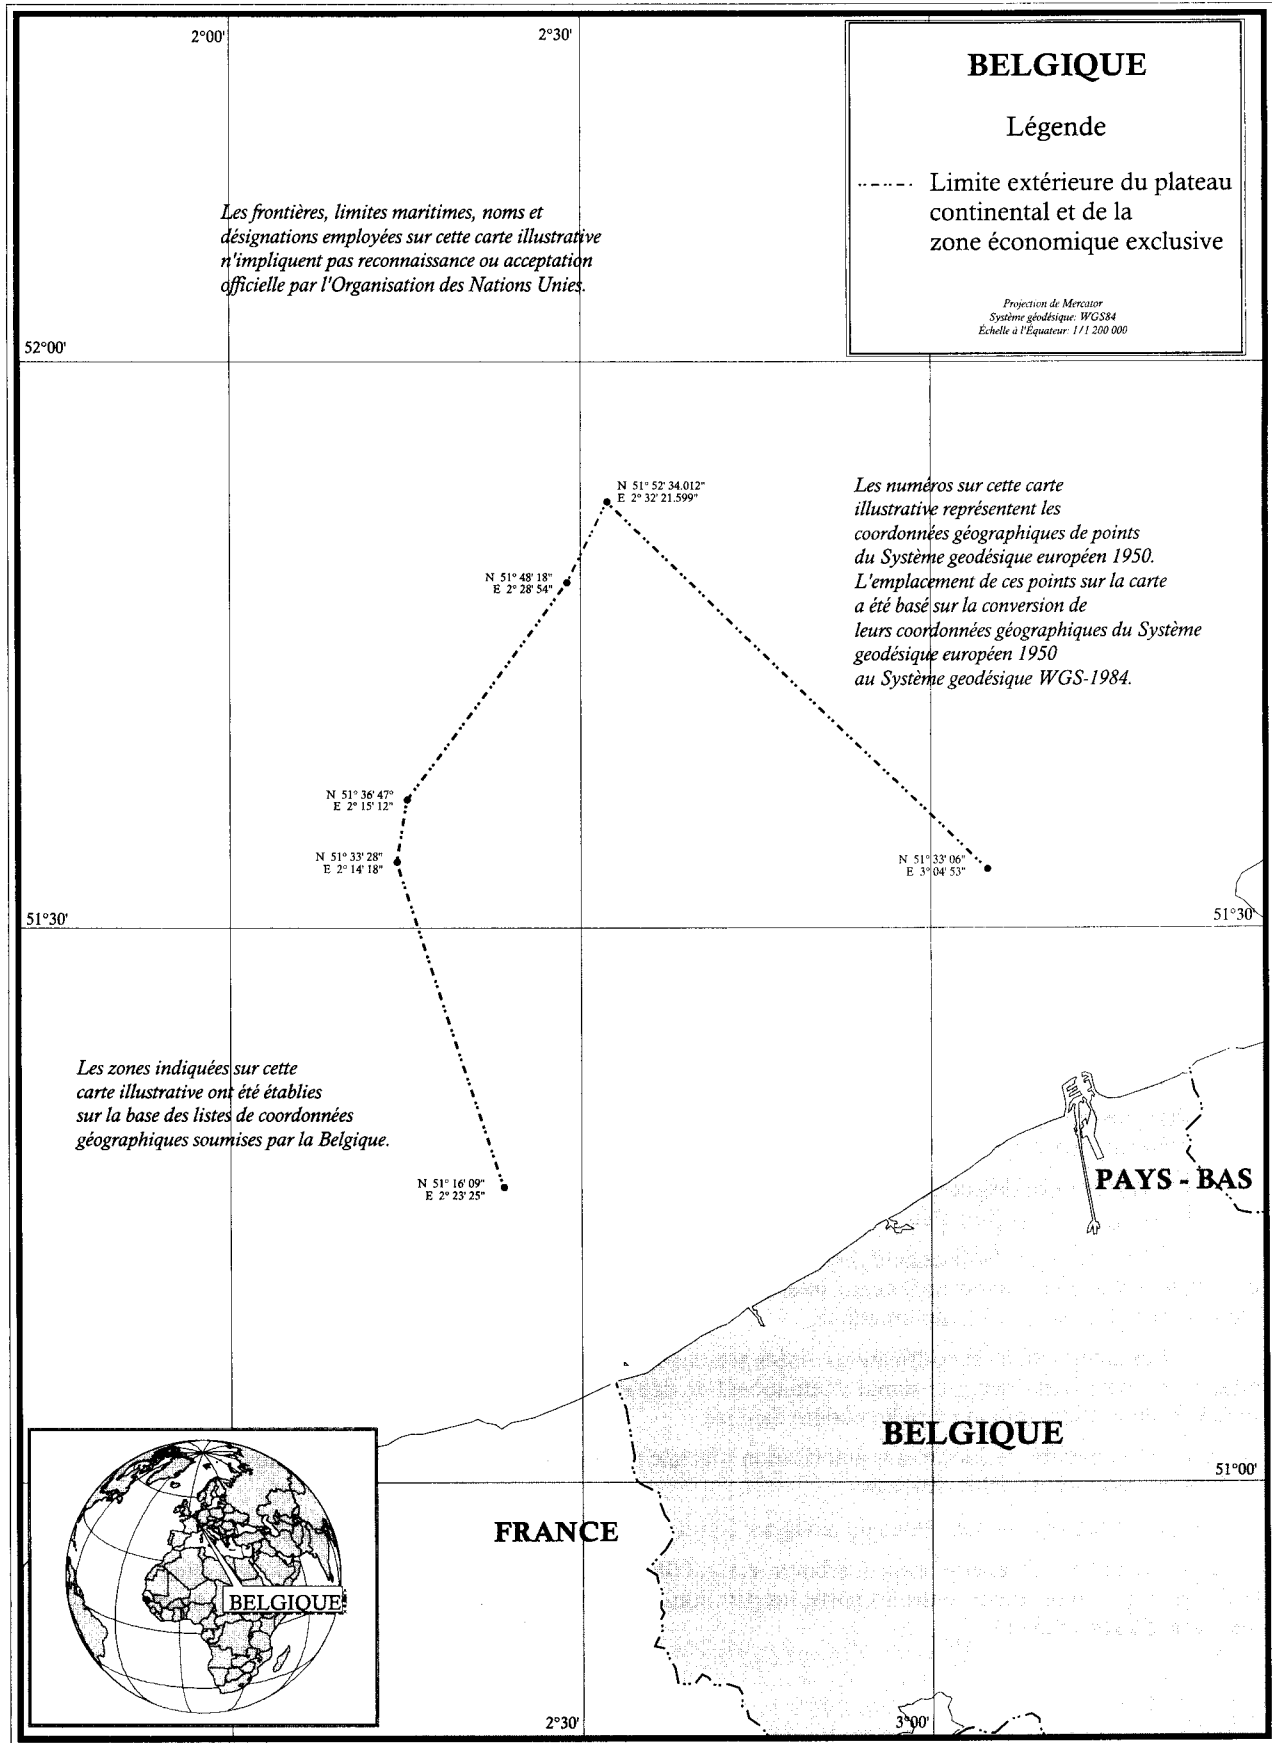 2°00'
2°30'
BELGIQUE
Légende
Limite extérieure du plateau
continental et de la
zone économique exclusive
Projection de Mercator
Système géodésique: WGS84
Échelle à l'Équateur: 1/1 200 000
Les frontières, limites maritimes, noms et
désignations employées sur cette carte illustrative
n'impliquent pas reconnaissance ou acceptation
officielle par l'Organisation des Nations Unies.
52°00'
N 51° 52' 34.012"
E 2° 32' 21.599"
Les numéros sur cette carte
illustrative représentent les
coordonnées géographiques de points
du Système geodésique européen 1950.
L'emplacement de ces points sur la carte
a été basé sur la conversion de
leurs coordonnées géographiques du Système
geodésique européen 1950
au Système geodésique WGS-1984.
N 51° 48' 18"
E 2° 28' 54"
N 51° 36' 47°
E 2° 15' 12"
N 51° 33' 28"
E 2° 14' 18"
N 51° 33' 06"
E 3° 04' 53"
51°30'
51°30'
Les zones indiquées sur cette
carte illustrative ont été établies
sur la base des listes de coordonnées
géographiques soumises par la Belgique.
N 51° 16' 09"
E 2° 23' 25"
PAYS - BAS
BELGIQUE
51°00'
FRANCE
BELGIQUE
2°30'
3°00'